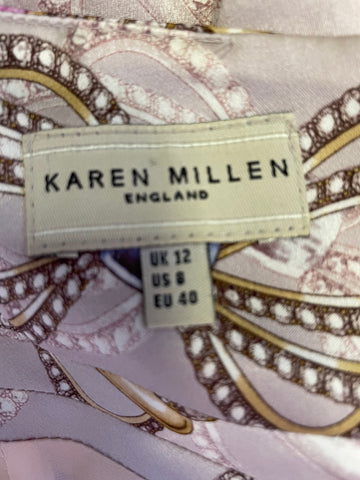 KAREN MILLEN
ENGLAND
UK 12
US 8
EU 40